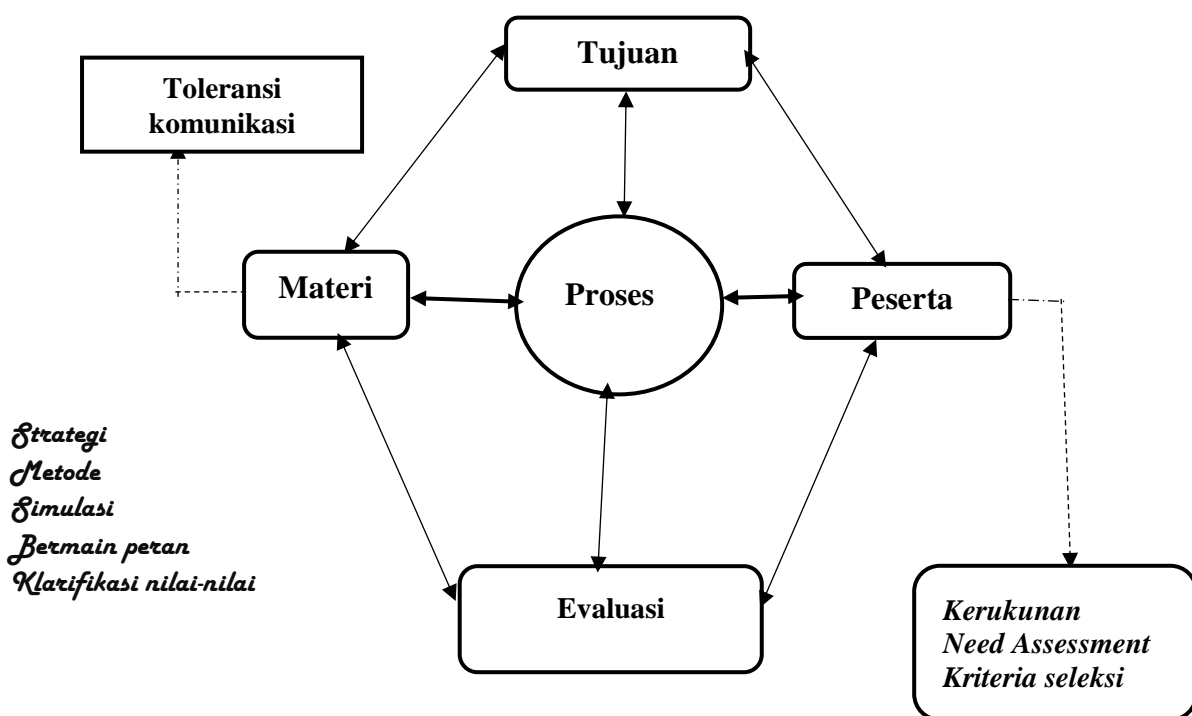 Tujuan
Toleransi
komunikasi
Materi
Proses
Peserta
Strategi
Metode
Simulasi
Bermain peran
Klarifikasi nilai-nilai
Evaluasi
Kerukunan
Need Assessment
Kriteria seleksi